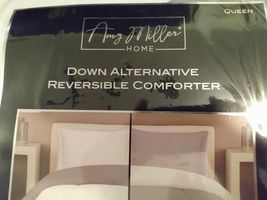 QUEEN
Amy Miller
HOME
DOWN ALTERNATIVE
REVERSIBLE COMFORTER